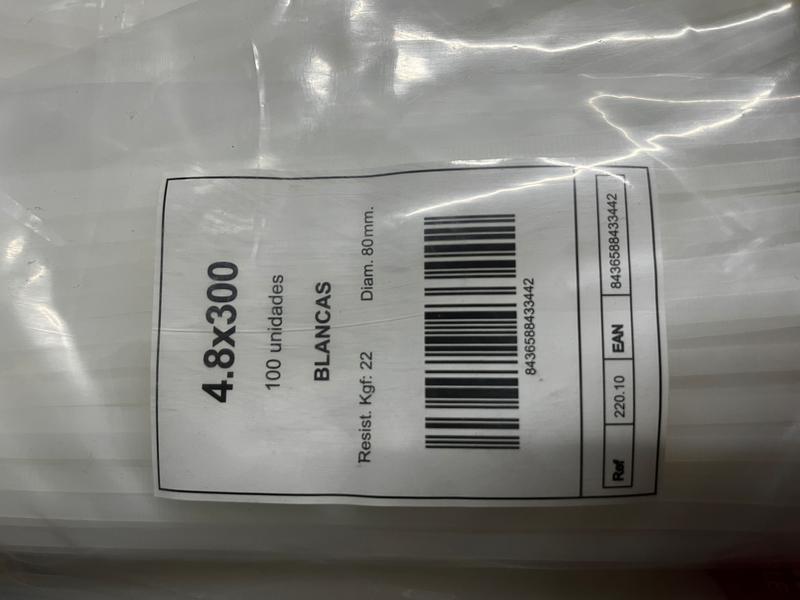 4.8x300
100 unidades
BLANCAS
Resist. Kgf: 22 Diam. 80mm.
8436588433442
Ref 220.10 EAN 8436588433442